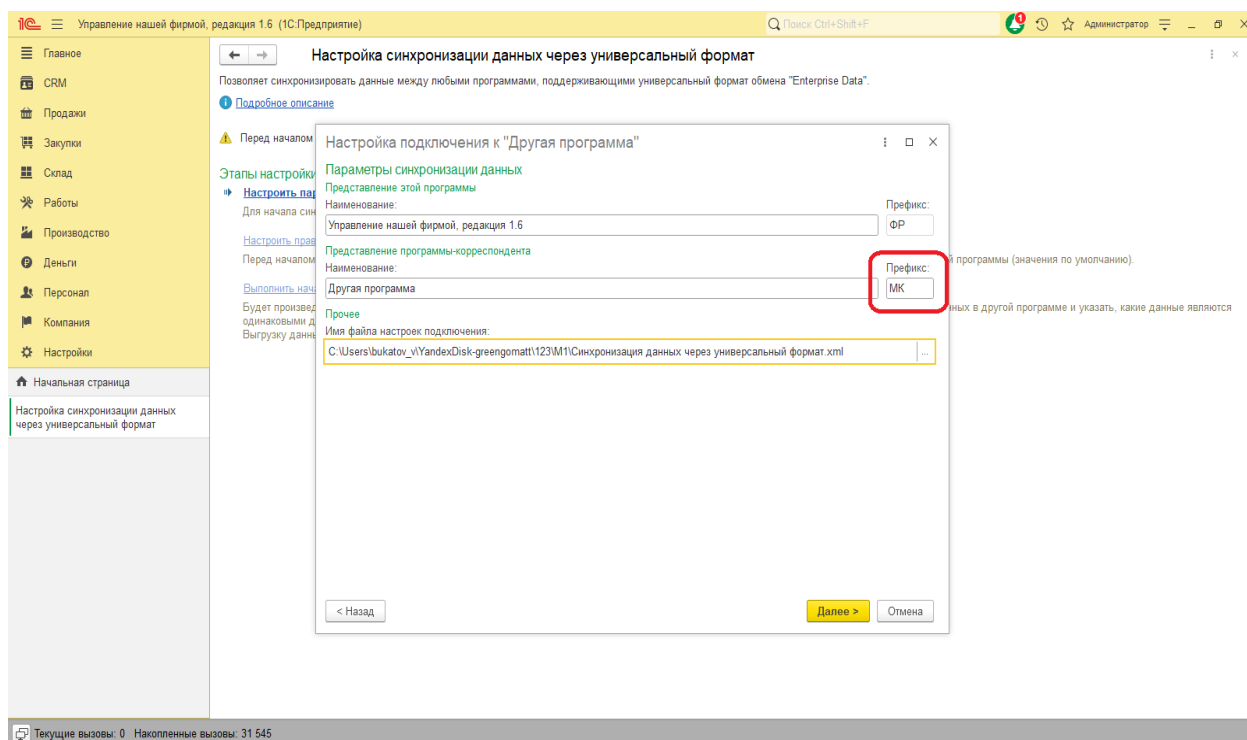 1С Управление нашей фирмой, редакция 1.6 (1С:Предприятие) Поиск Ctrl+Shift+F 1 Администратор
Главное
CRM
Продажи
Закупки
Склад
Работы
Производство
Деньги
Персонал
Компания
Настройки
Начальная страница
Настройка синхронизации данных
через универсальный формат
Настройка синхронизации данных через универсальный формат
Позволяет синхронизировать данные между любыми программами, поддерживающими универсальный формат обмена "Enterprise Data".
Подробное описание
Перед началом
Этапы настройки
Настроить пар
Для начала син
Настроить прав
Перед началом й программы (значения по умолчанию).
Выполнить нача
Будет произвед нных в другой программе и указать, какие данные являются
одинаковыми д
Выгрузку данн
Настройка подключения к "Другая программа"
Параметры синхронизации данных
Представление этой программы
Наименование: Префикс:
Управление нашей фирмой, редакция 1.6 ФР
Представление программы-корреспондента
Наименование: Префикс:
Другая программа МК
Прочее
Имя файла настроек подключения:
C:\Users\bukatov_v\YandexDisk-greengomatt\123\М1\Синхронизация данных через универсальный формат.xml ...
< Назад Далее > Отмена
Текущие вызовы: 0 Накопленные вызовы: 31 545